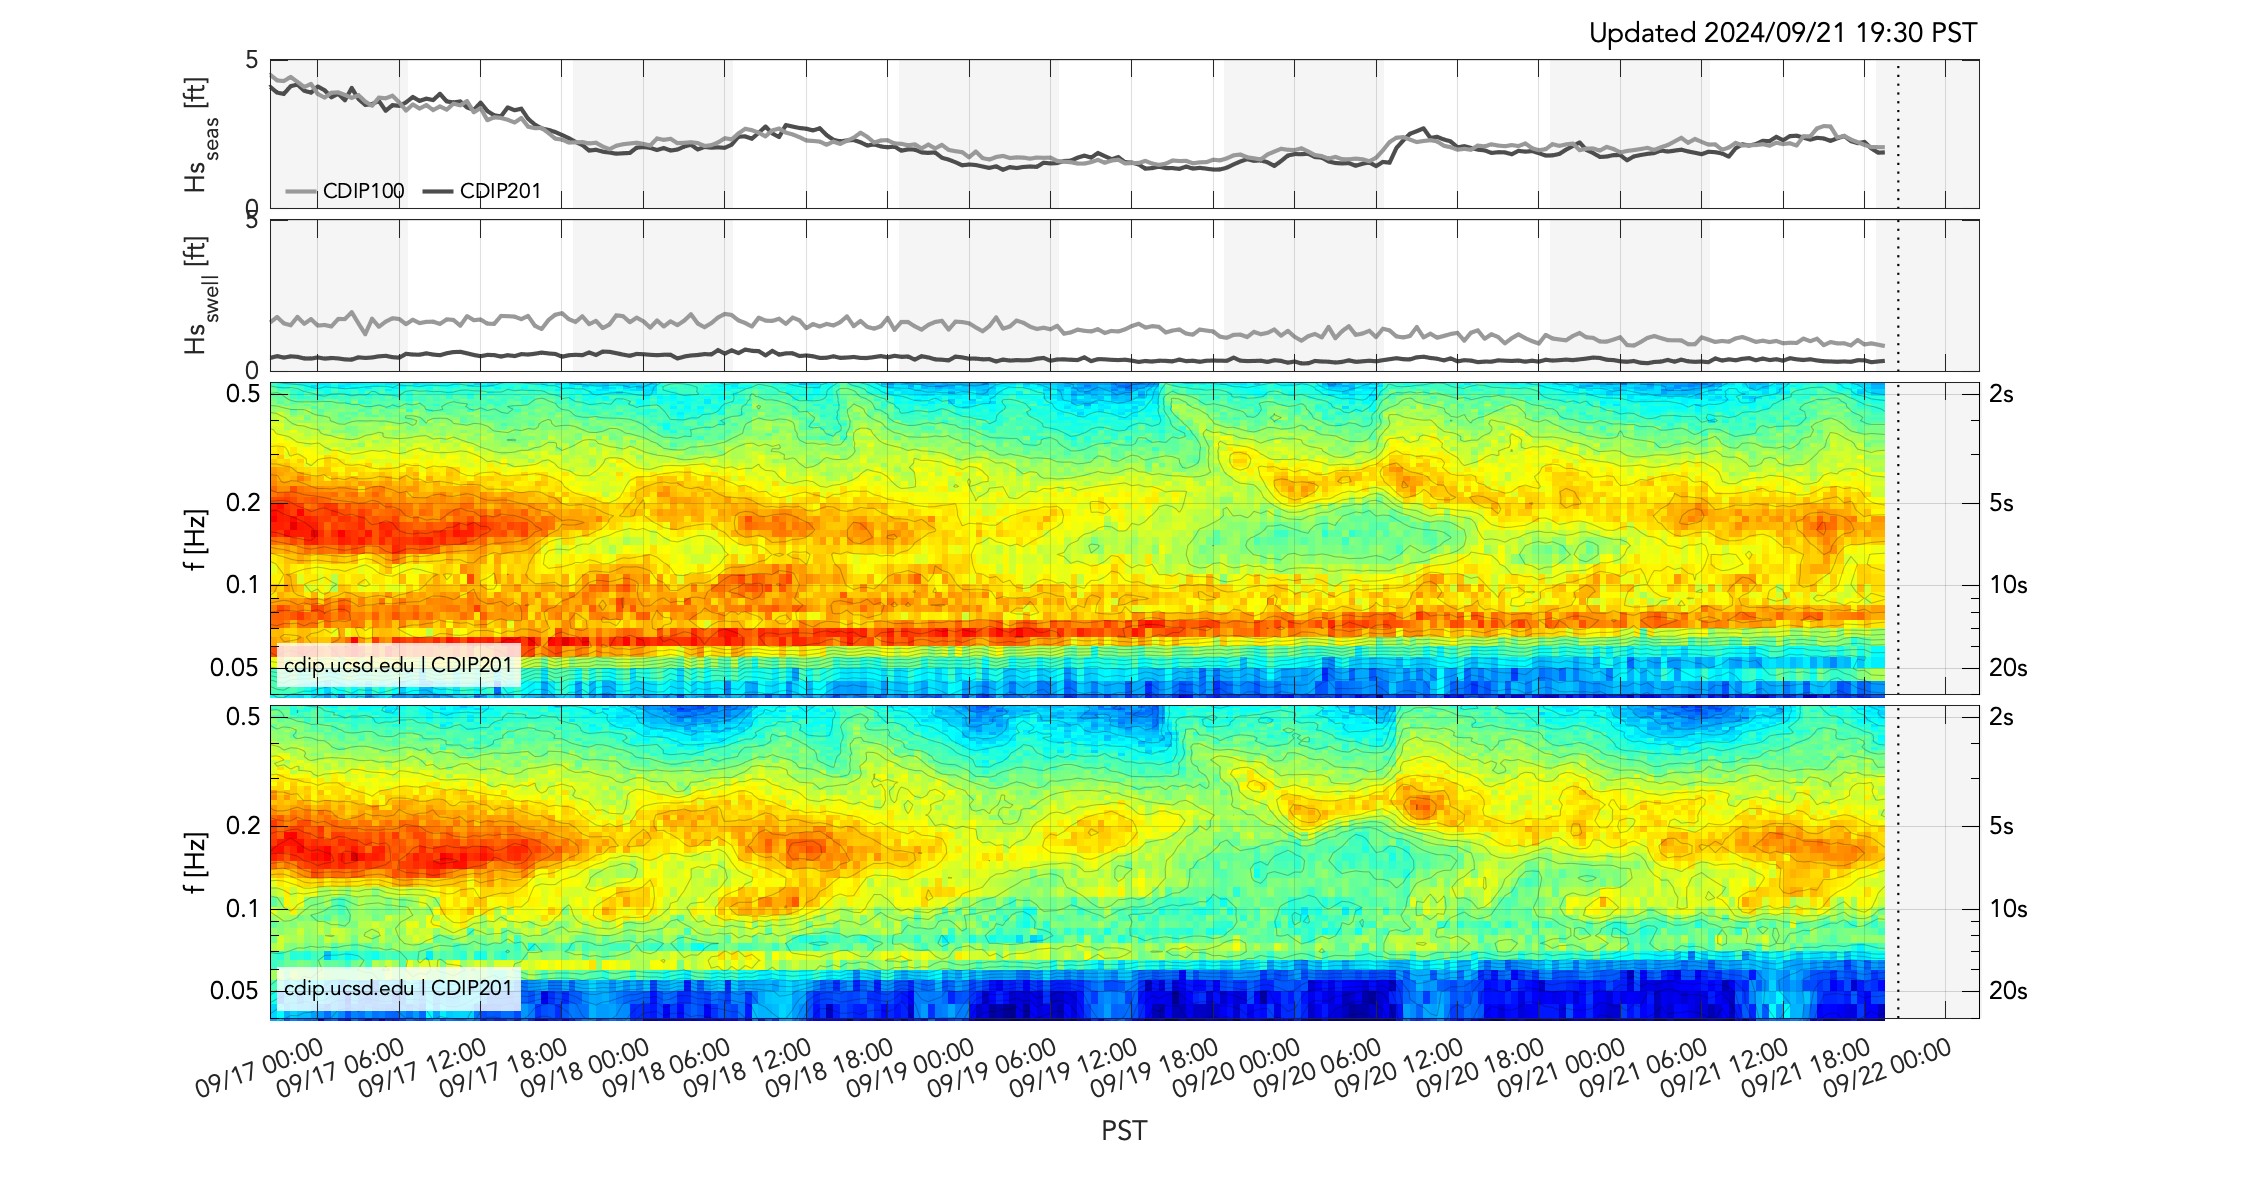 Updated 2024/09/21 19:30 PST
5
Hs seas [ft]
CDIP100 CDIP201
0
5
Hs swell [ft]
0
0.5 2s
0.2 5s
f [Hz]
0.1 10s
0.05 20s
cdip.ucsd.edu | CDIP201
0.5 2s
0.2 5s
f [Hz]
0.1 10s
0.05 20s
cdip.ucsd.edu | CDIP201
09/17 00:00
09/17 06:00
09/17 12:00
09/17 18:00
09/18 00:00
09/18 06:00
09/18 12:00
09/18 18:00
09/19 00:00
09/19 06:00
09/19 12:00
09/19 18:00
09/20 00:00
09/20 06:00
09/20 12:00
09/20 18:00
09/21 00:00
09/21 06:00
09/21 12:00
09/21 18:00
09/22 00:00
PST